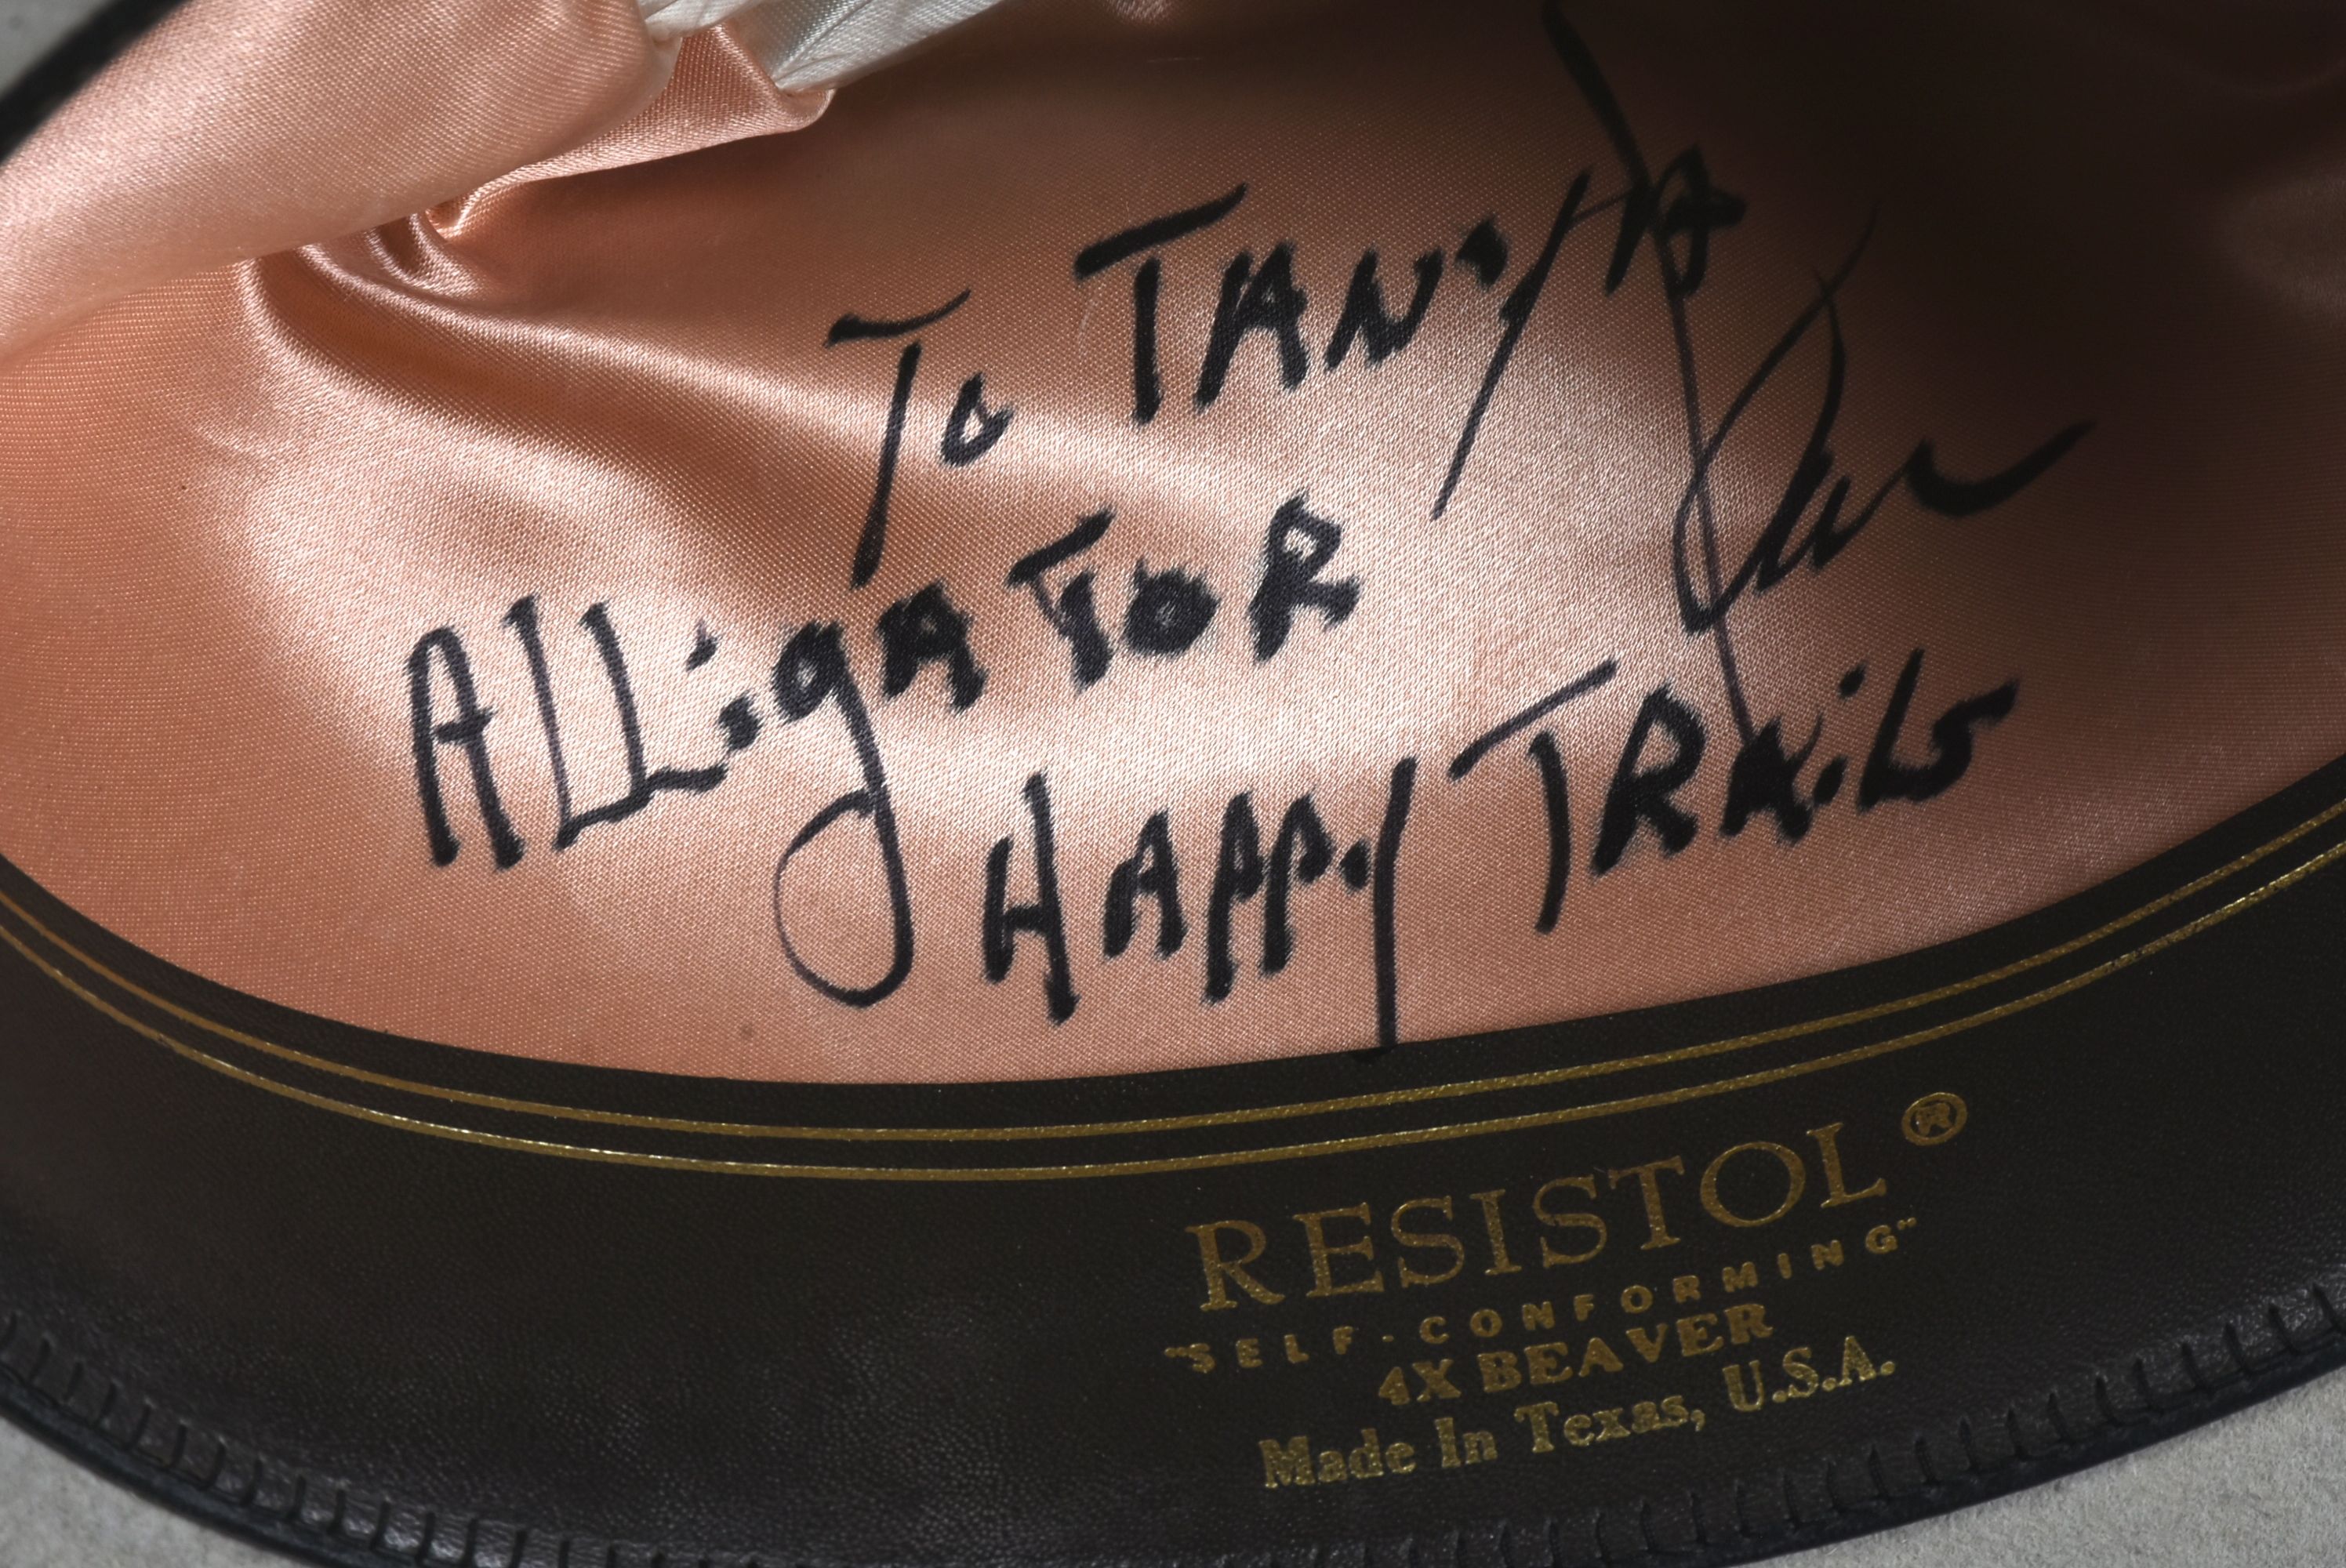 To TANYA
AlligATOR
HAPPy TRAils
RESISTOL ®
"SELF-CONFORMING"
4X BEAVER
Made In Texas, U.S.A.